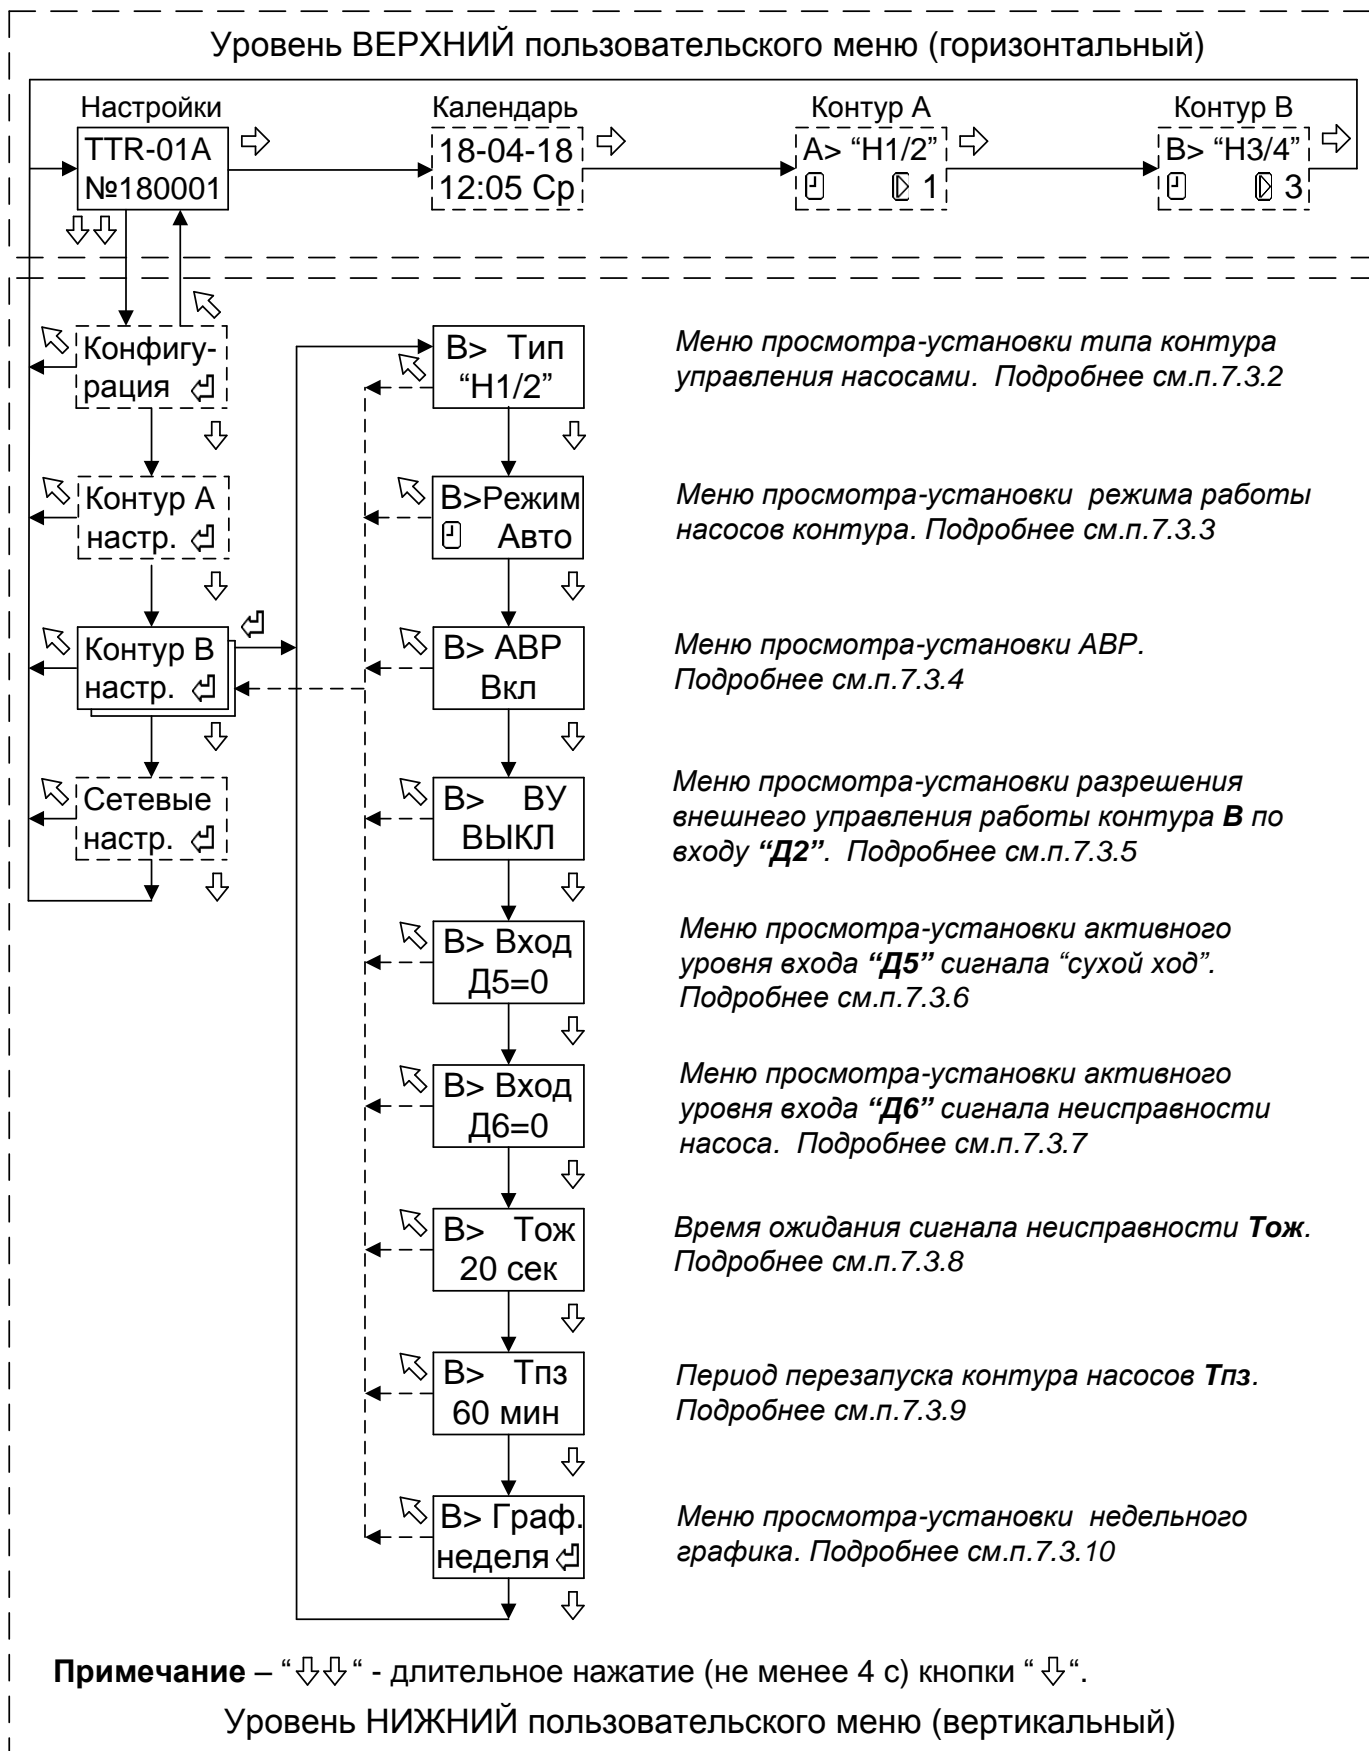 Уровень ВЕРХНИЙ пользовательского меню (горизонтальный)
Настройки
TTR-01A
№180001
Календарь
18-04-18
12:05 Ср
Контур А
A> “Н1/2”
1
Контур В
B> “Н3/4”
3
Конфигу-
рация
Контур А
настр.
Контур В
настр.
Сетевые
настр.
В> Тип
“Н1/2”
Меню просмотра-установки типа контура
управления насосами. Подробнее см.п.7.3.2
В>Режим
Авто
Меню просмотра-установки режима работы
насосов контура. Подробнее см.п.7.3.3
В> АВР
Вкл
Меню просмотра-установки АВР.
Подробнее см.п.7.3.4
В> ВУ
ВЫКЛ
Меню просмотра-установки разрешения
внешнего управления работы контура В по
входу “Д2”. Подробнее см.п.7.3.5
В> Вход
Д5=0
Меню просмотра-установки активного
уровня входа “Д5” сигнала “сухой ход”.
Подробнее см.п.7.3.6
В> Вход
Д6=0
Меню просмотра-установки активного
уровня входа “Д6” сигнала неисправности
насоса. Подробнее см.п.7.3.7
В> Тож
20 сек
Время ожидания сигнала неисправности Тож.
Подробнее см.п.7.3.8
В> Тпз
60 мин
Период перезапуска контура насосов Тпз.
Подробнее см.п.7.3.9
В> Граф.
неделя
Меню просмотра-установки недельного
графика. Подробнее см.п.7.3.10
Примечание – “⇩⇩“ - длительное нажатие (не менее 4 с) кнопки “⇩“.
Уровень НИЖНИЙ пользовательского меню (вертикальный)